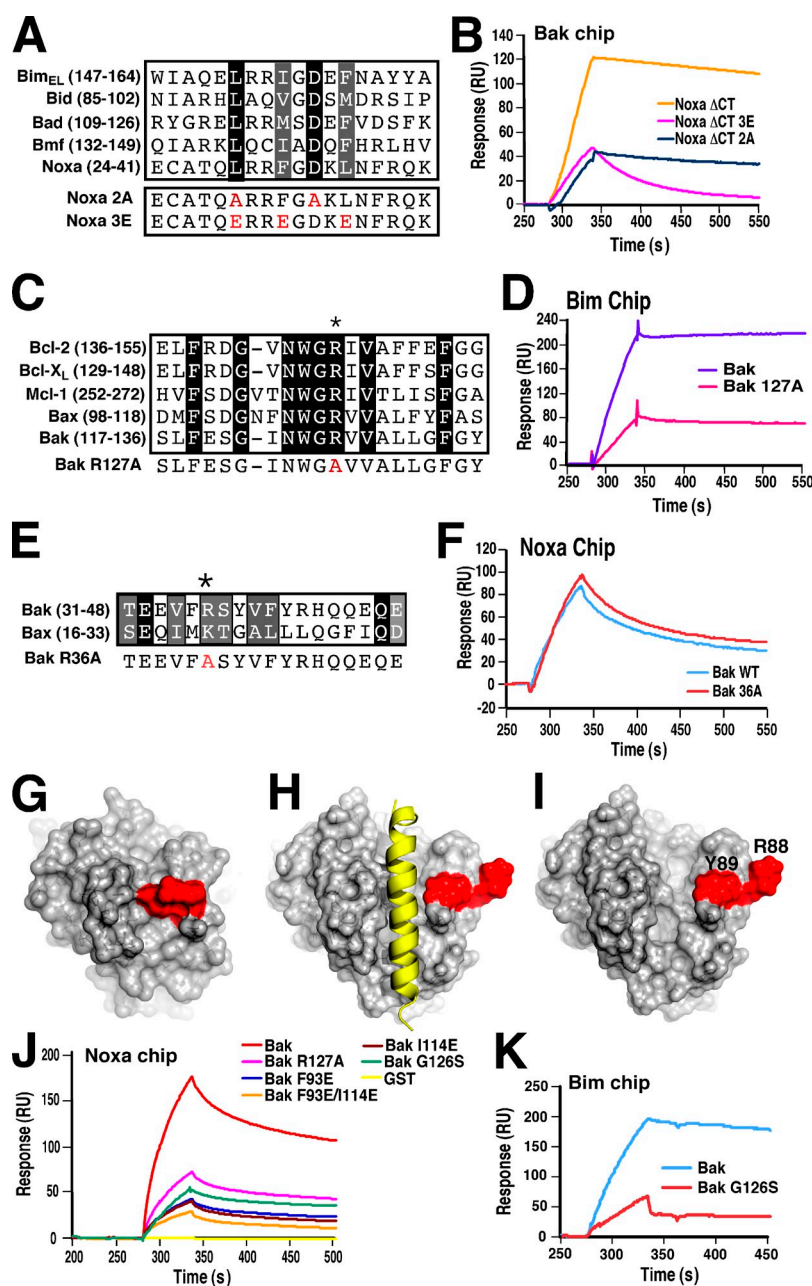 A
BimEL (147-164) WIAQELRRIGDEFNAYYA
Bid (85-102) NIARHLAQVGDSMDRSIP
Bad (109-126) RYGRELRRMSDEFVDSFK
Bmf (132-149) QIARKLQCIADQFHRLHV
Noxa (24-41) ECATQLRRFGDKLNFRQK
Noxa 2A ECATQARRFGAKLNFRQK
Noxa 3E ECATQERREGDKENFRQK
B
Bak chip
Response (RU)
140
120
100
80
60
40
20
0
Noxa ΔCT
Noxa ΔCT 3E
Noxa ΔCT 2A
250 300 350 400 450 500 550
Time (s)
C
*
Bcl-2 (136-155) ELFRDG-VNWGRIVAFFEFGG
Bcl-XL (129-148) ELFRDG-VNWGRIVAFFSFGG
Mcl-1 (252-272) HVFSDGVTNWGRIVTLISFGA
Bax (98-118) DMFSDGNFNWGRVVALFYFAS
Bak (117-136) SLFESG-INWGRVVALLGFGY
Bak R127A SLFESG-INWGAVVALLGFGY
D
Bim Chip
Response (RU)
240
200
160
120
80
40
0
Bak
Bak 127A
250 300 350 400 450 500 550
Time (s)
E
*
Bak (31-48) TEEVFRSYVFYRHQQEQE
Bax (16-33) SEQIMKTGALLLQGFIQD
Bak R36A TEEVFASYVFYRHQQEQE
F
Noxa Chip
Response (RU)
120
100
80
60
40
20
0
-20
Bak WT
Bak 36A
250 300 350 400 450 500 550
Time (s)
G
H
I
Y89
R88
J
Noxa chip
Bak
Bak R127A
Bak F93E
Bak F93E/I114E
Bak I114E
Bak G126S
GST
Response (RU)
200
150
100
50
0
200 250 300 350 400 450 500
Time (s)
K
Bim chip
Response (RU)
250
200
150
100
50
0
Bak
Bak G126S
250 300 350 400 450
Time (s)